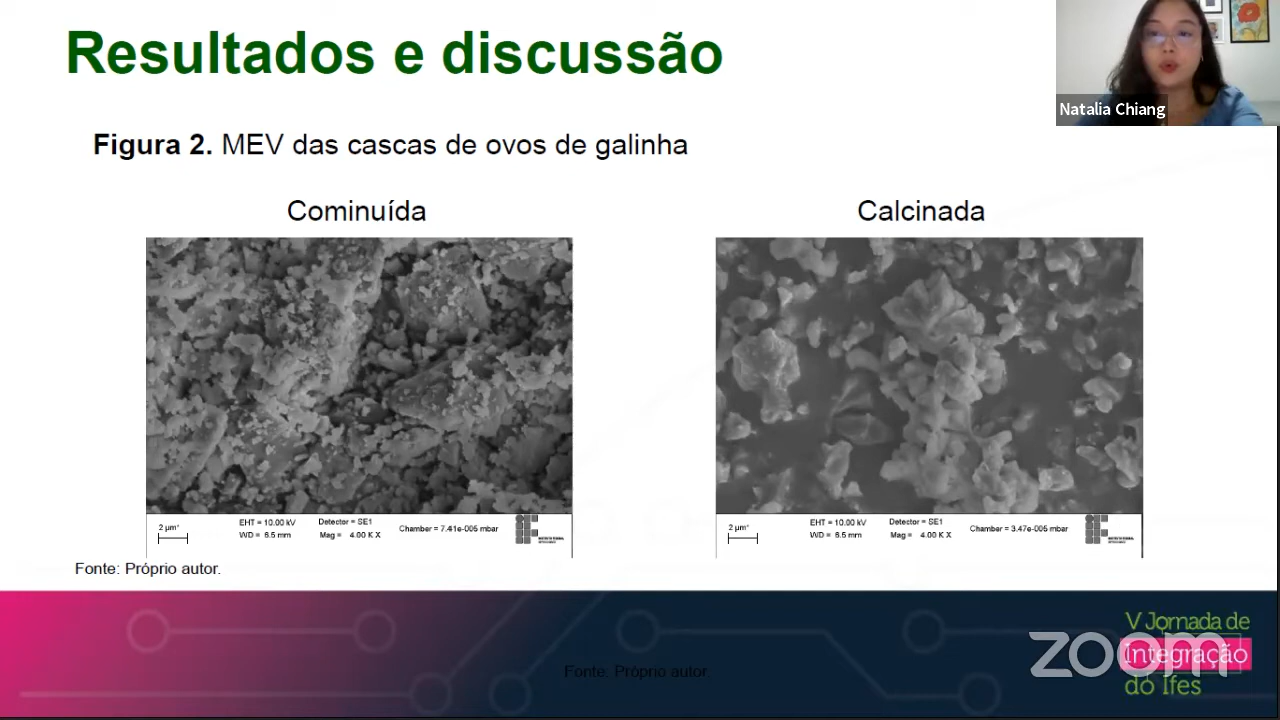 Resultados e discussão
Natalia Chiang
Figura 2. MEV das cascas de ovos de galinha
Cominuída
Calcinada
2 µm*
EHT = 10.00 kV
WD = 6.5 mm
Detector = SE1
Mag = 4.00 K X
Chamber = 7.41e-005 mbar
2 µm*
EHT = 10.00 kV
WD = 6.5 mm
Detector = SE1
Mag = 4.00 K X
Chamber = 3.47e-005 mbar
Fonte: Próprio autor.
Fonte: Próprio autor
V Jornada de
Integração
do Ifes
zoom